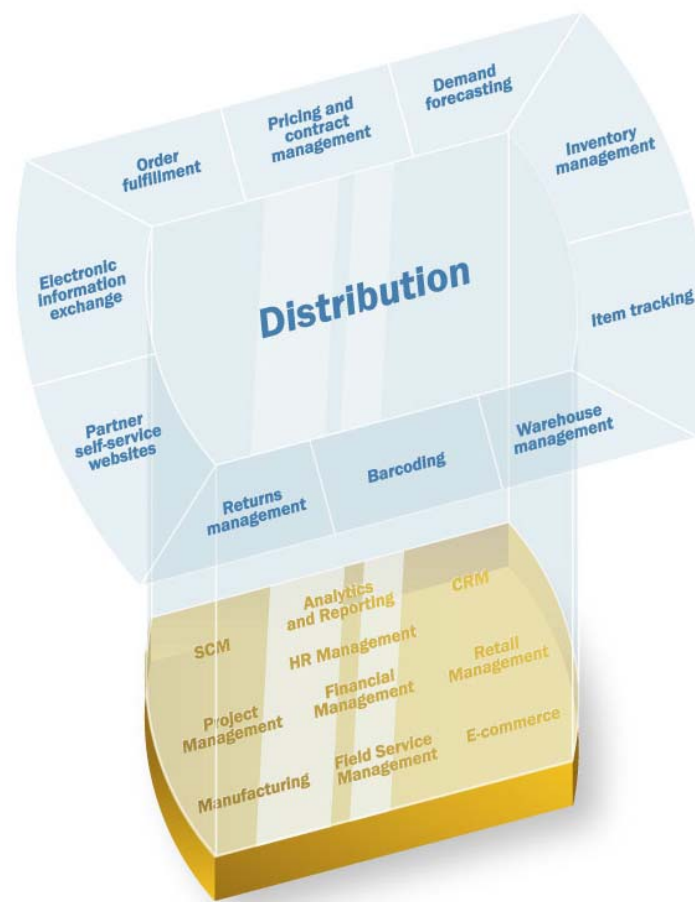 Order
fulfillment
Pricing and
contract
management
Demand
forecasting
Inventory
management
Electronic
information
exchange
Distribution
Item tracking
Partner
self-service
websites
Returns
management
Barcoding
Warehouse
management
Analytics
and Reporting
CRM
SCM
HR Management
Retail
Management
Financial
Management
Project
Management
E-commerce
Field Service
Management
Manufacturing